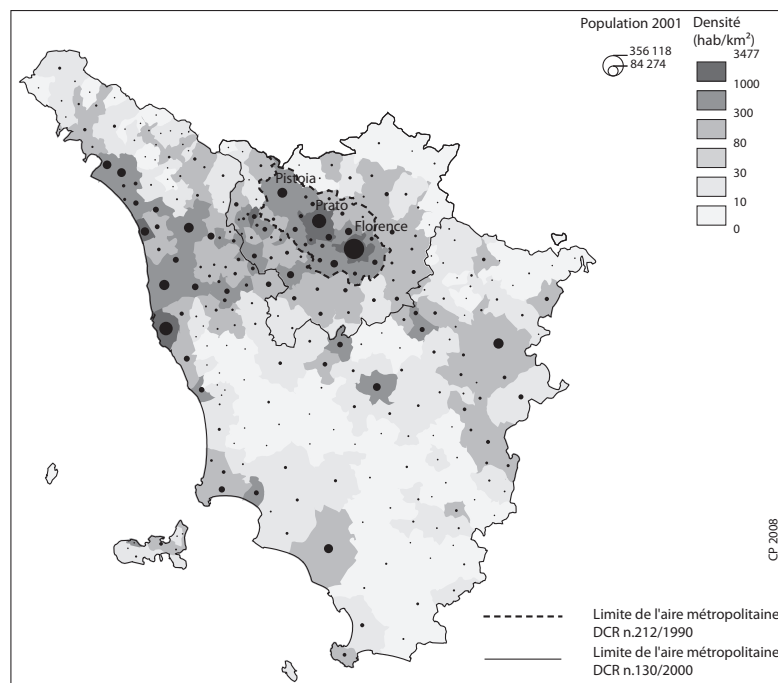 Population 2001
356 118
84 274
Densité
(hab/km²)
3477
1000
300
80
30
10
0
Pistoia
Prato
Florence
CP 2008
Limite de l'aire métropolitaine
DCR n.212/1990
Limite de l'aire métropolitaine
DCR n.130/2000